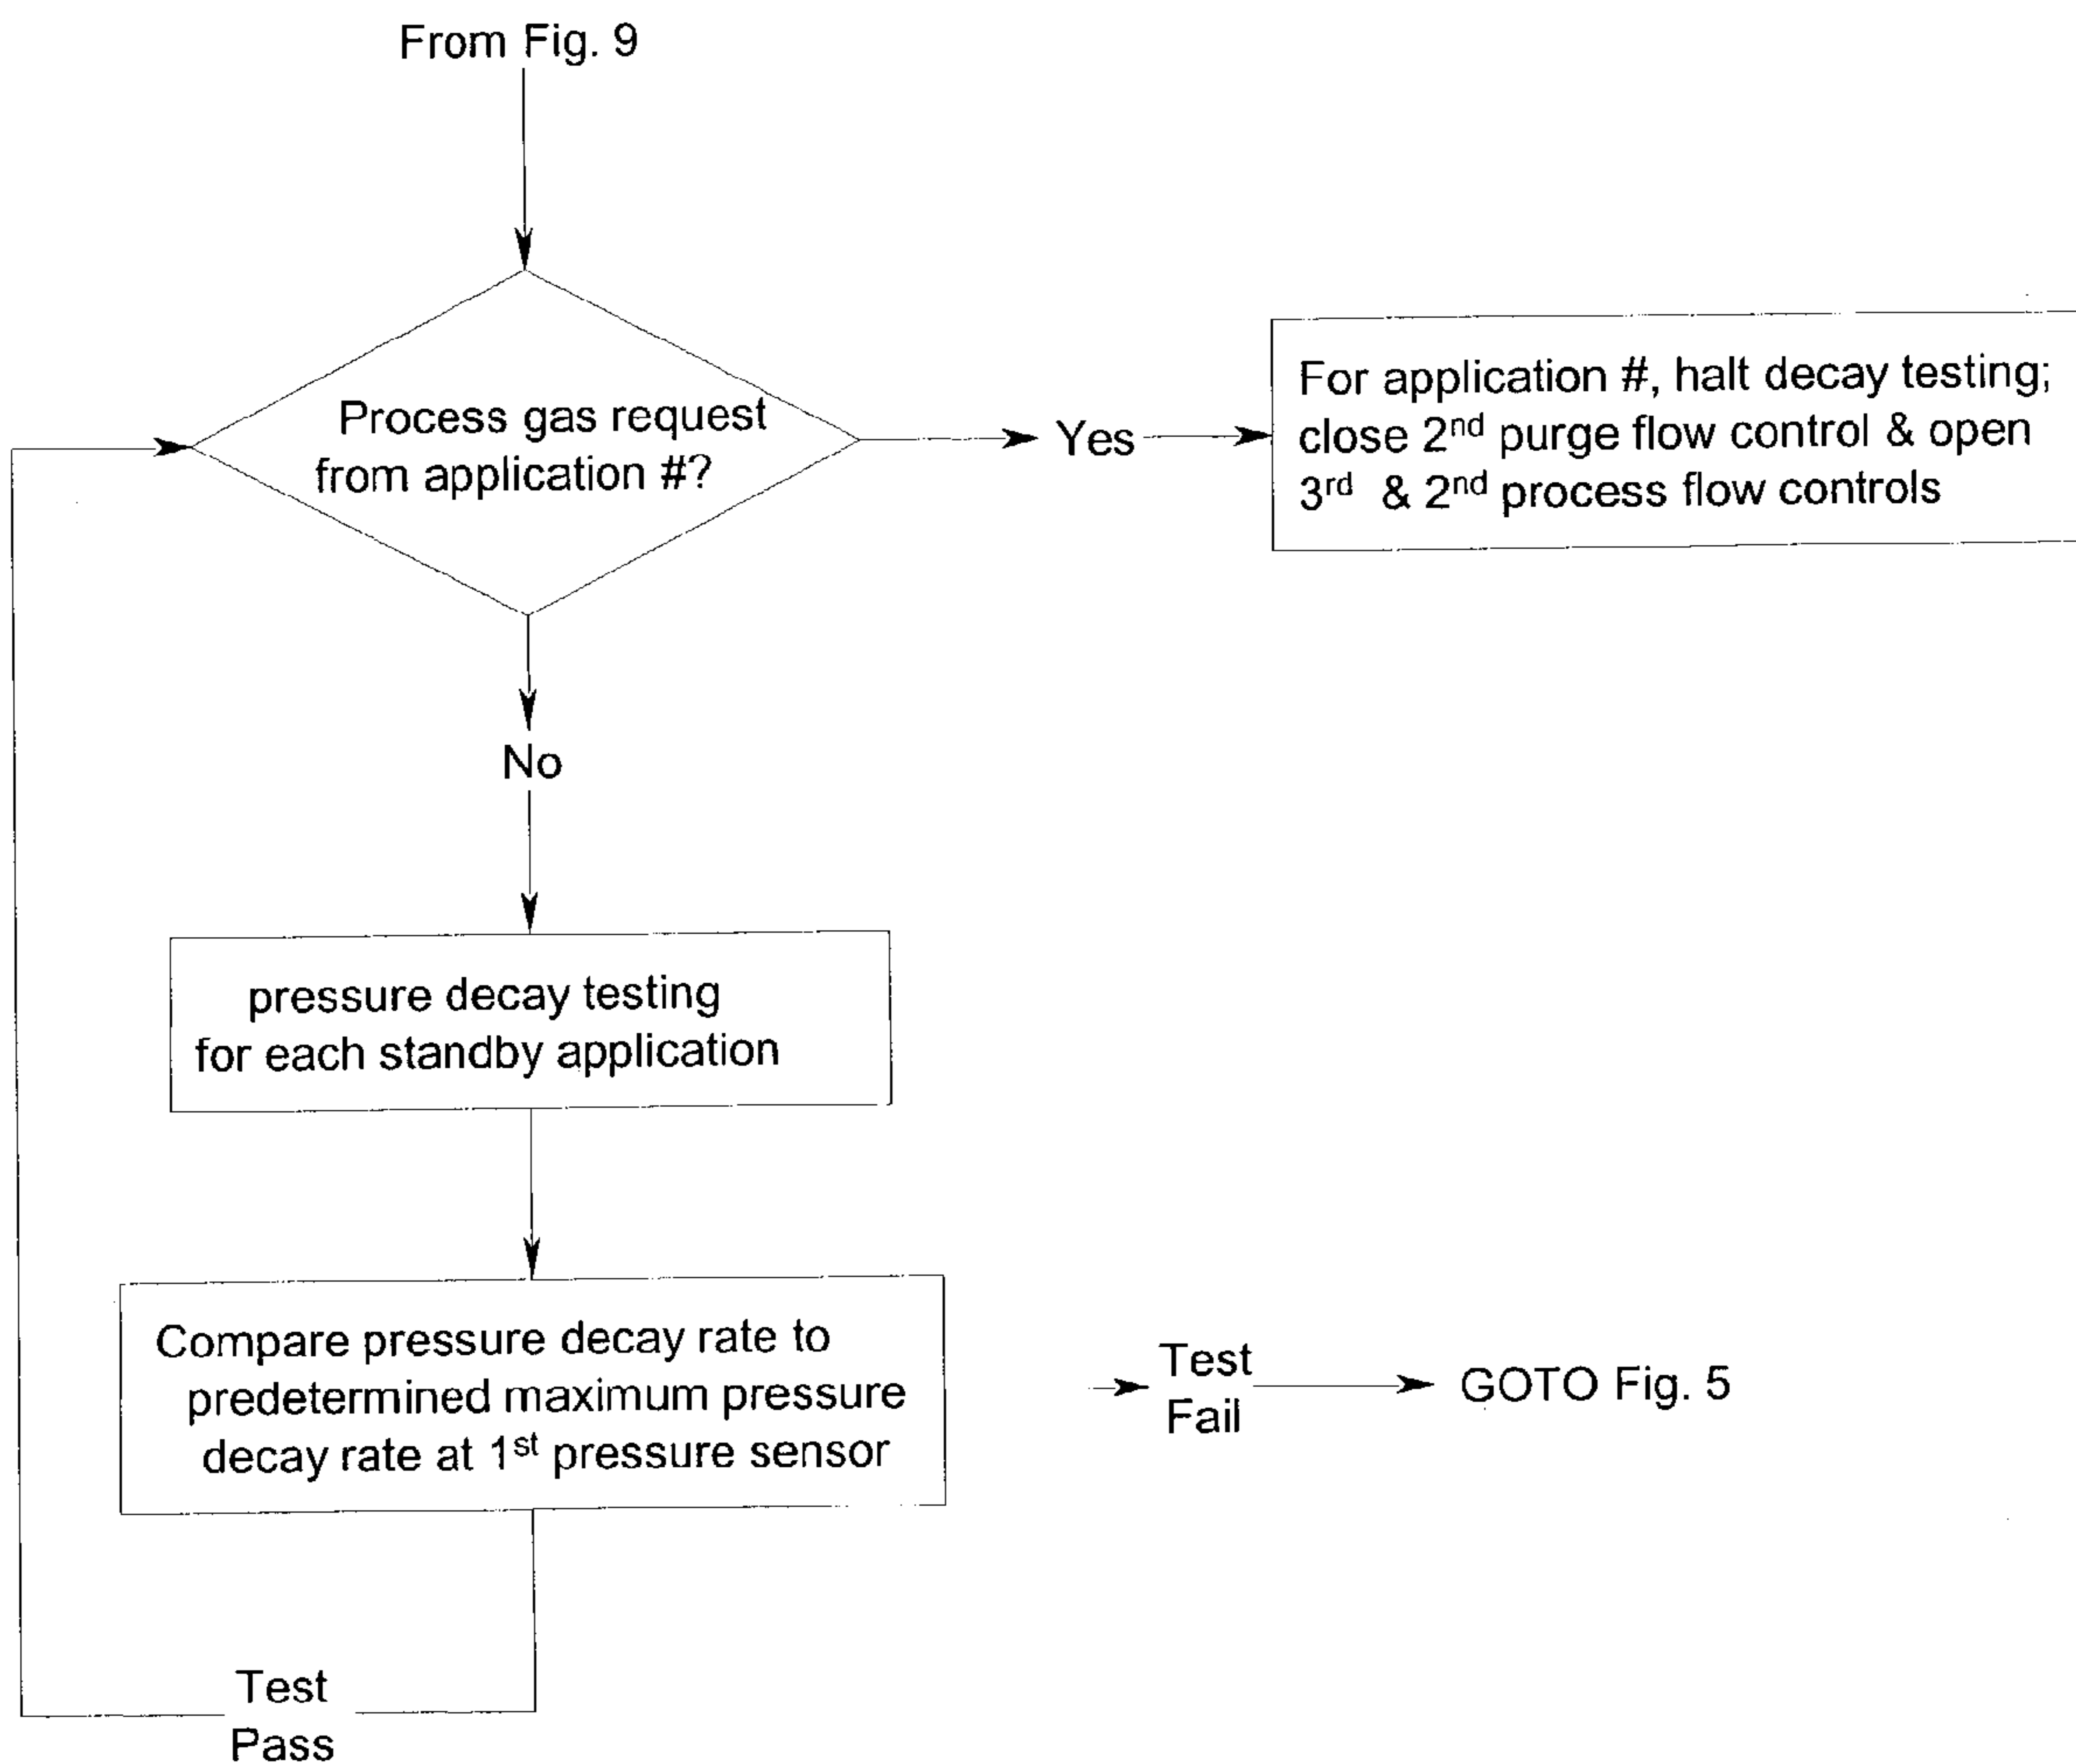 From Fig. 9
Process gas request
from application #?
Yes
For application #, halt decay testing;
close 2nd purge flow control & open
3rd & 2nd process flow controls
No
pressure decay testing
for each standby application
Compare pressure decay rate to
predetermined maximum pressure
decay rate at 1st pressure sensor
Test
Fail
GOTO Fig. 5
Test
Pass